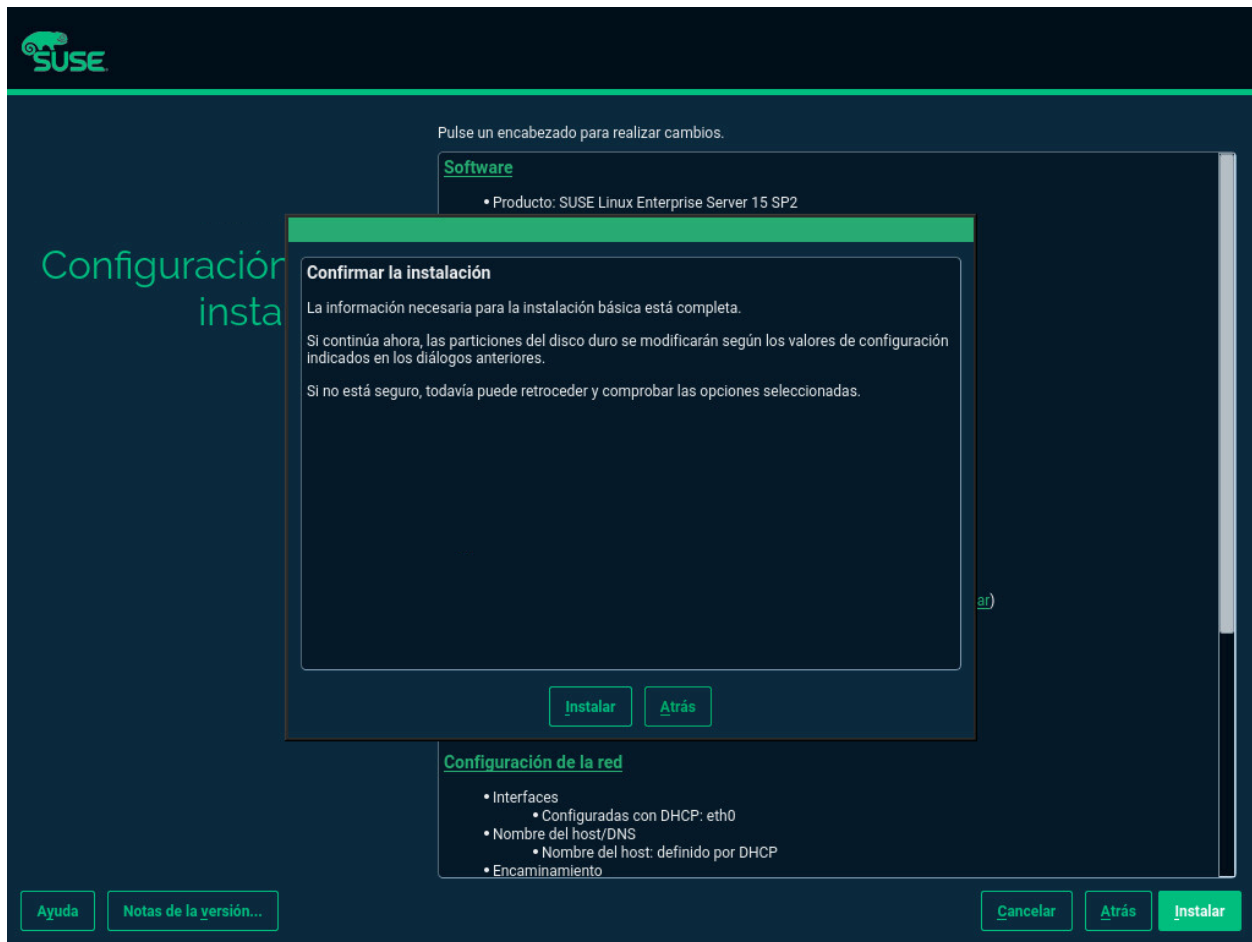 SUSE
Pulse un encabezado para realizar cambios.
Software
• Producto: SUSE Linux Enterprise Server 15 SP2
Configuración
insta
Confirmar la instalación
La información necesaria para la instalación básica está completa.
Si continúa ahora, las particiones del disco duro se modificarán según los valores de configuración
indicados en los diálogos anteriores.
Si no está seguro, todavía puede retroceder y comprobar las opciones seleccionadas.
ar)
Instalar
Atrás
Configuración de la red
• Interfaces
• Configuradas con DHCP: eth0
• Nombre del host/DNS
• Nombre del host: definido por DHCP
• Encaminamiento
Ayuda
Notas de la versión...
Cancelar
Atrás
Instalar